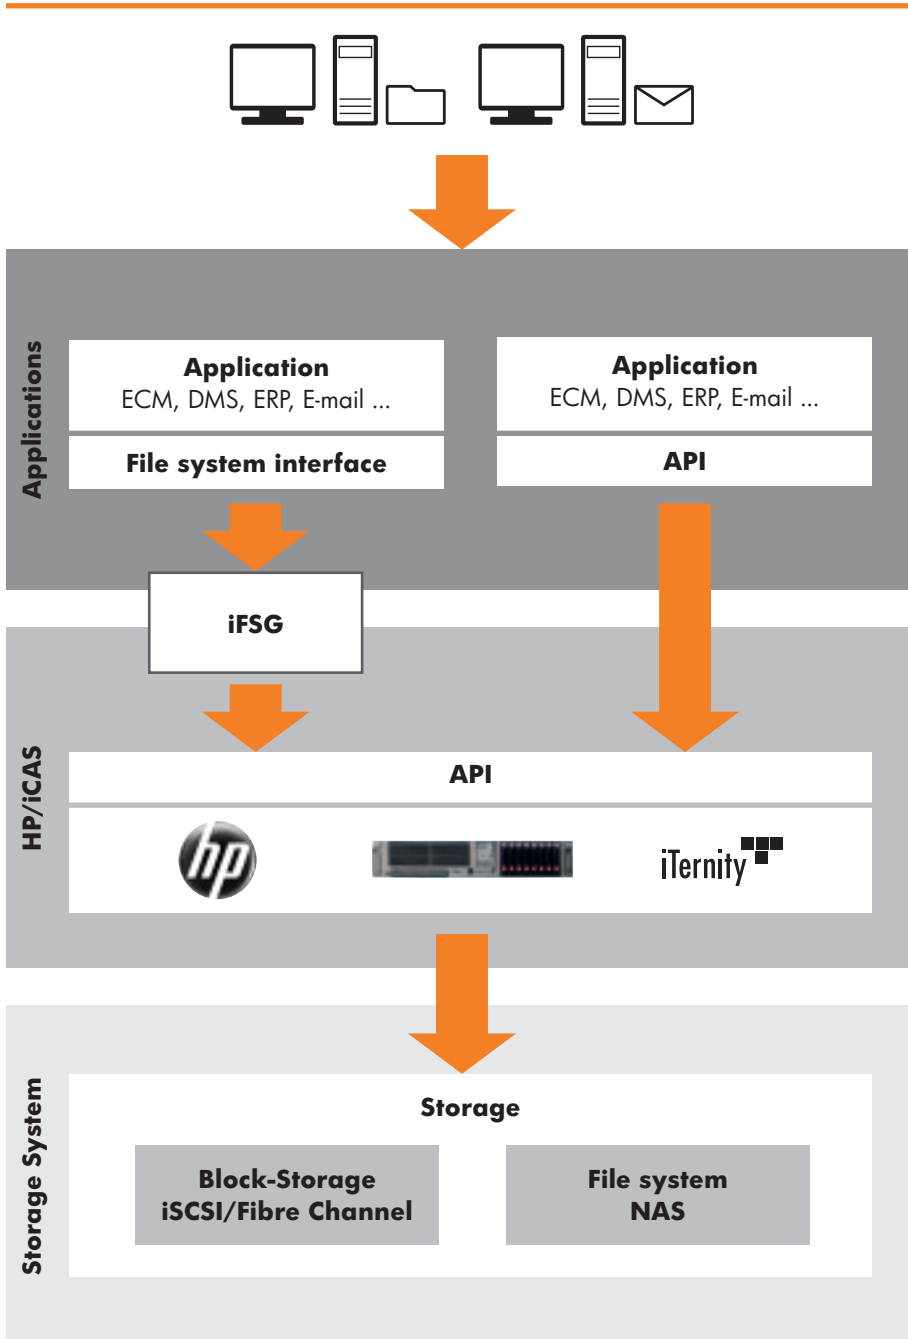 Applications
Application
ECM, DMS, ERP, E-mail ...
File system interface
Application
ECM, DMS, ERP, E-mail ...
API
iFSG
HP/iCAS
API
hp
iTernity
Storage System
Storage
Block-Storage
iSCSI/Fibre Channel
File system
NAS